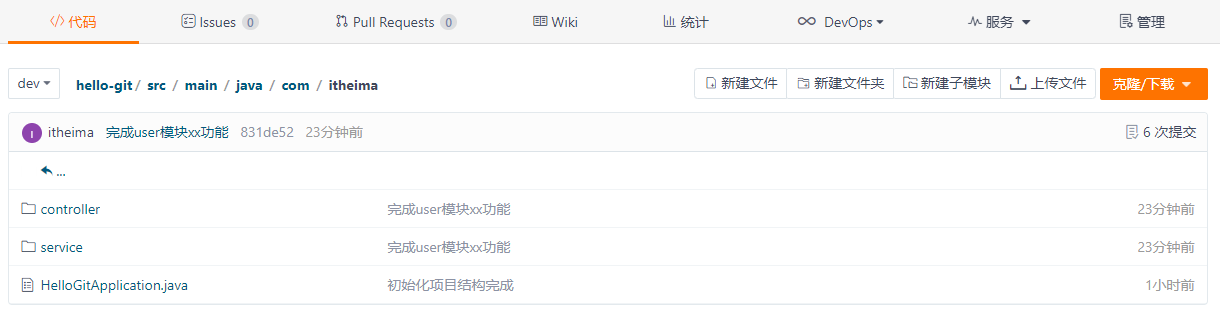 代码 Issues 0 Pull Requests 0 Wiki 统计 DevOps 服务 管理
dev hello-git / src / main / java / com / itheima 新建文件 新建文件夹 新建子模块 上传文件 克隆/下载
I itheima 完成user模块xx功能 831de52 23分钟前 6 次提交
...
controller 完成user模块xx功能 23分钟前
service 完成user模块xx功能 23分钟前
HelloGitApplication.java 初始化项目结构完成 1小时前